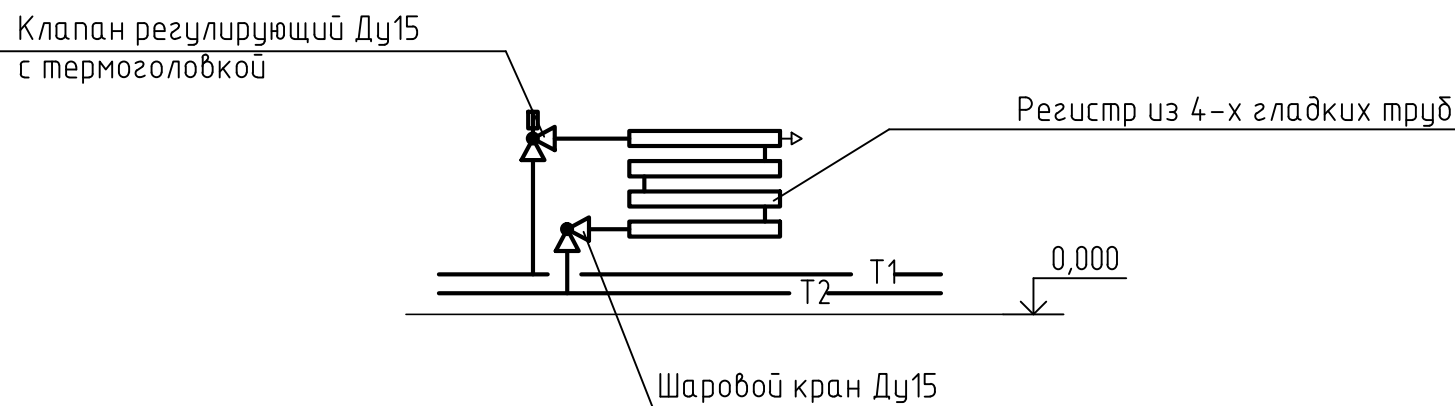 Клапан регулирующий Ду15
с термоголовкой
Регистр из 4-х гладких труб
0,000
Т1
Т2
Шаровой кран Ду15